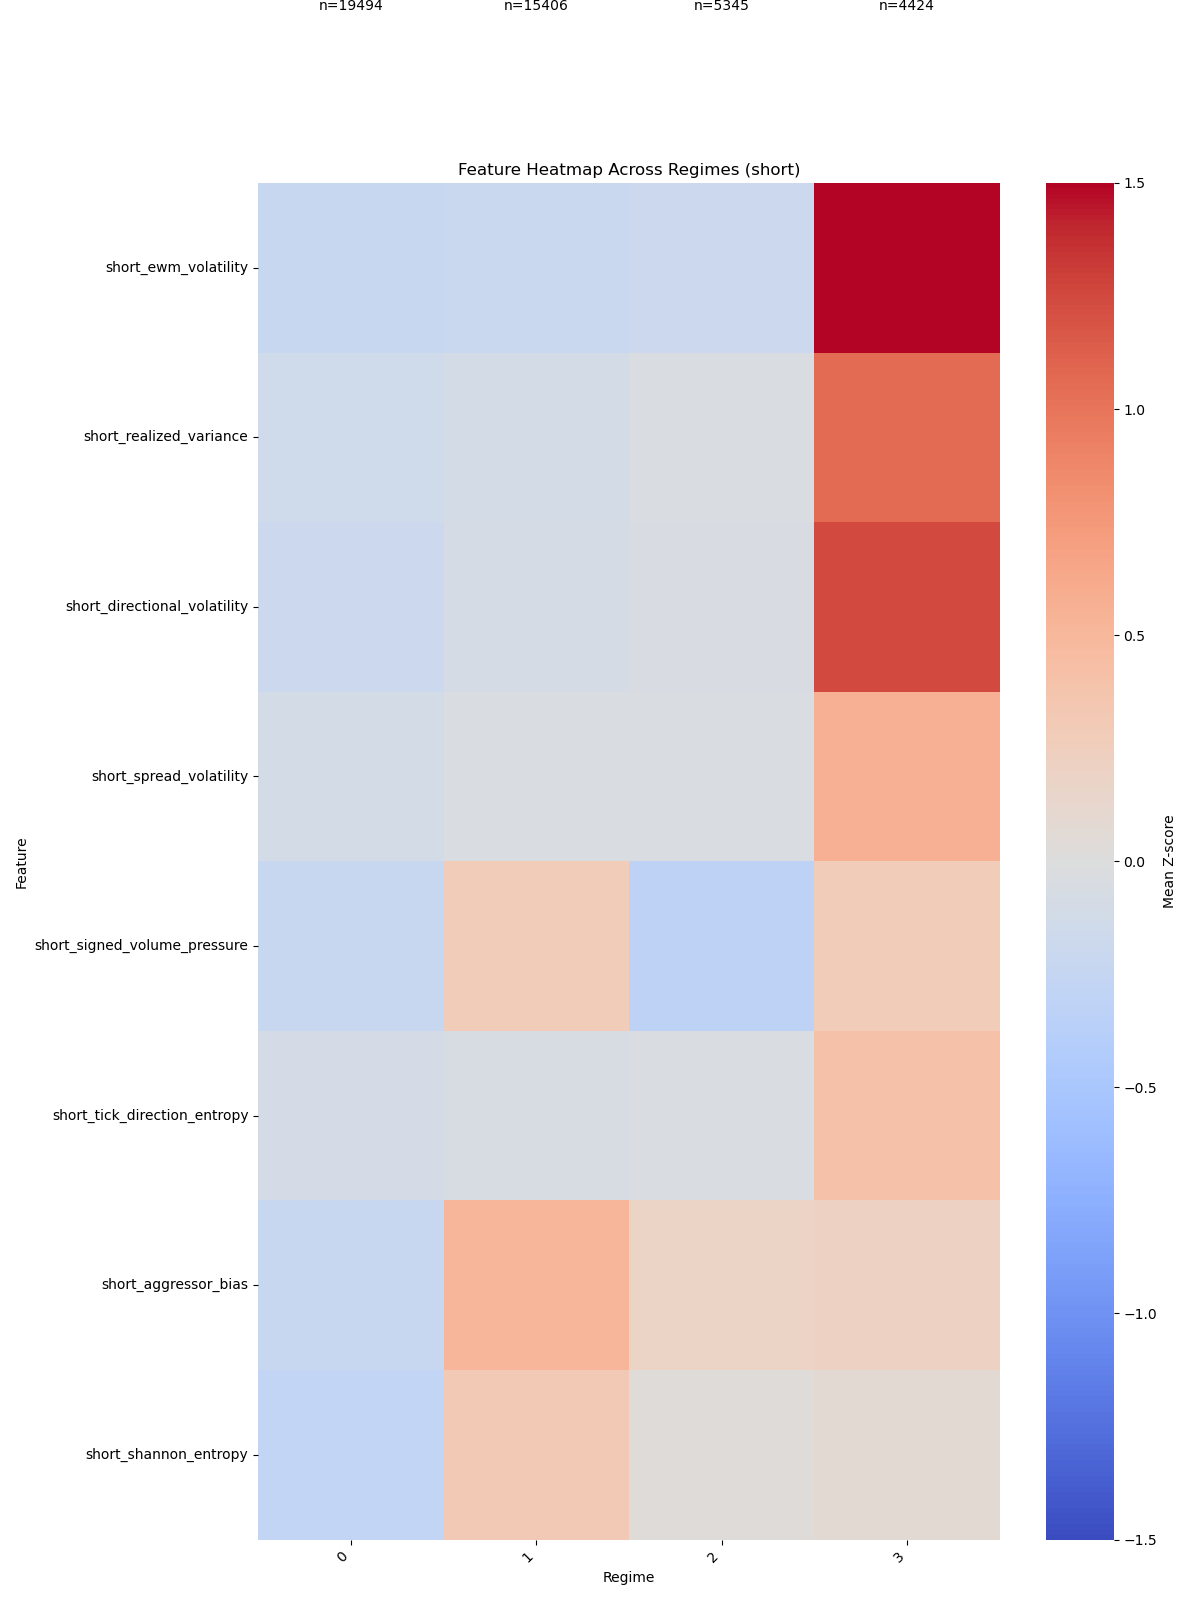 n=19494 n=15406 n=5345 n=4424
Feature Heatmap Across Regimes (short)
short_ewm_volatility
short_realized_variance
short_directional_volatility
short_spread_volatility
short_signed_volume_pressure
short_tick_direction_entropy
short_aggressor_bias
short_shannon_entropy
Feature
0 1 2 3
Regime
1.5
1.0
0.5
0.0
−0.5
−1.0
−1.5
Mean Z-score